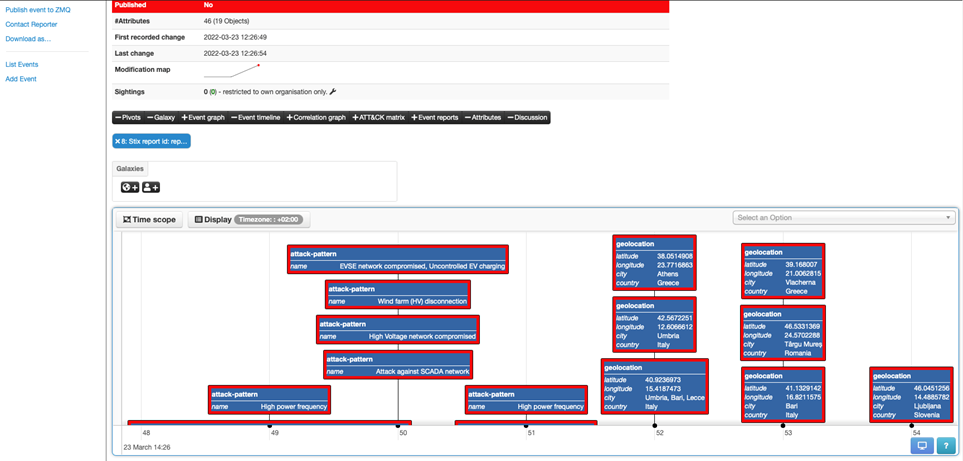 Publish event to ZMQ
Contact Reporter
Download as…
List Events
Add Event
Published No
#Attributes 46 (19 Objects)
First recorded change 2022-03-23 12:26:49
Last change 2022-03-23 12:26:54
Modification map
Sightings 0 (0) - restricted to own organisation only.
Pivots Galaxy Event graph Event timeline Correlation graph ATT&CK matrix Event reports Attributes Discussion
8: Stix report id: rep...
Galaxies
Time scope Display Timezone: : +02:00 Select an Option
attack-pattern
name EVSE network compromised, Uncontrolled EV charging
attack-pattern
name Wind farm (HV) disconnection
attack-pattern
name High Voltage network compromised
attack-pattern
name Attack against SCADA network
attack-pattern
name High power frequency
attack-pattern
name High power frequency
geolocation
latitude 38.0514908
longitude 23.7716863
city Athens
country Greece
geolocation
latitude 42.5672251
longitude 12.6066612
city Umbria
country Italy
geolocation
latitude 40.9236973
longitude 15.4187473
city Umbria, Bari, Lecce
country Italy
geolocation
latitude 39.168007
longitude 21.0062815
city Vlacherna
country Greece
geolocation
latitude 46.5331369
longitude 24.5702288
city Târgu Mureș
country Romania
geolocation
latitude 41.1329142
longitude 16.8211575
city Bari
country Italy
geolocation
latitude 46.0451256
longitude 14.4885782
city Ljubljana
country Slovenia
48 49 50 51 52 53 54
23 March 14:26
?